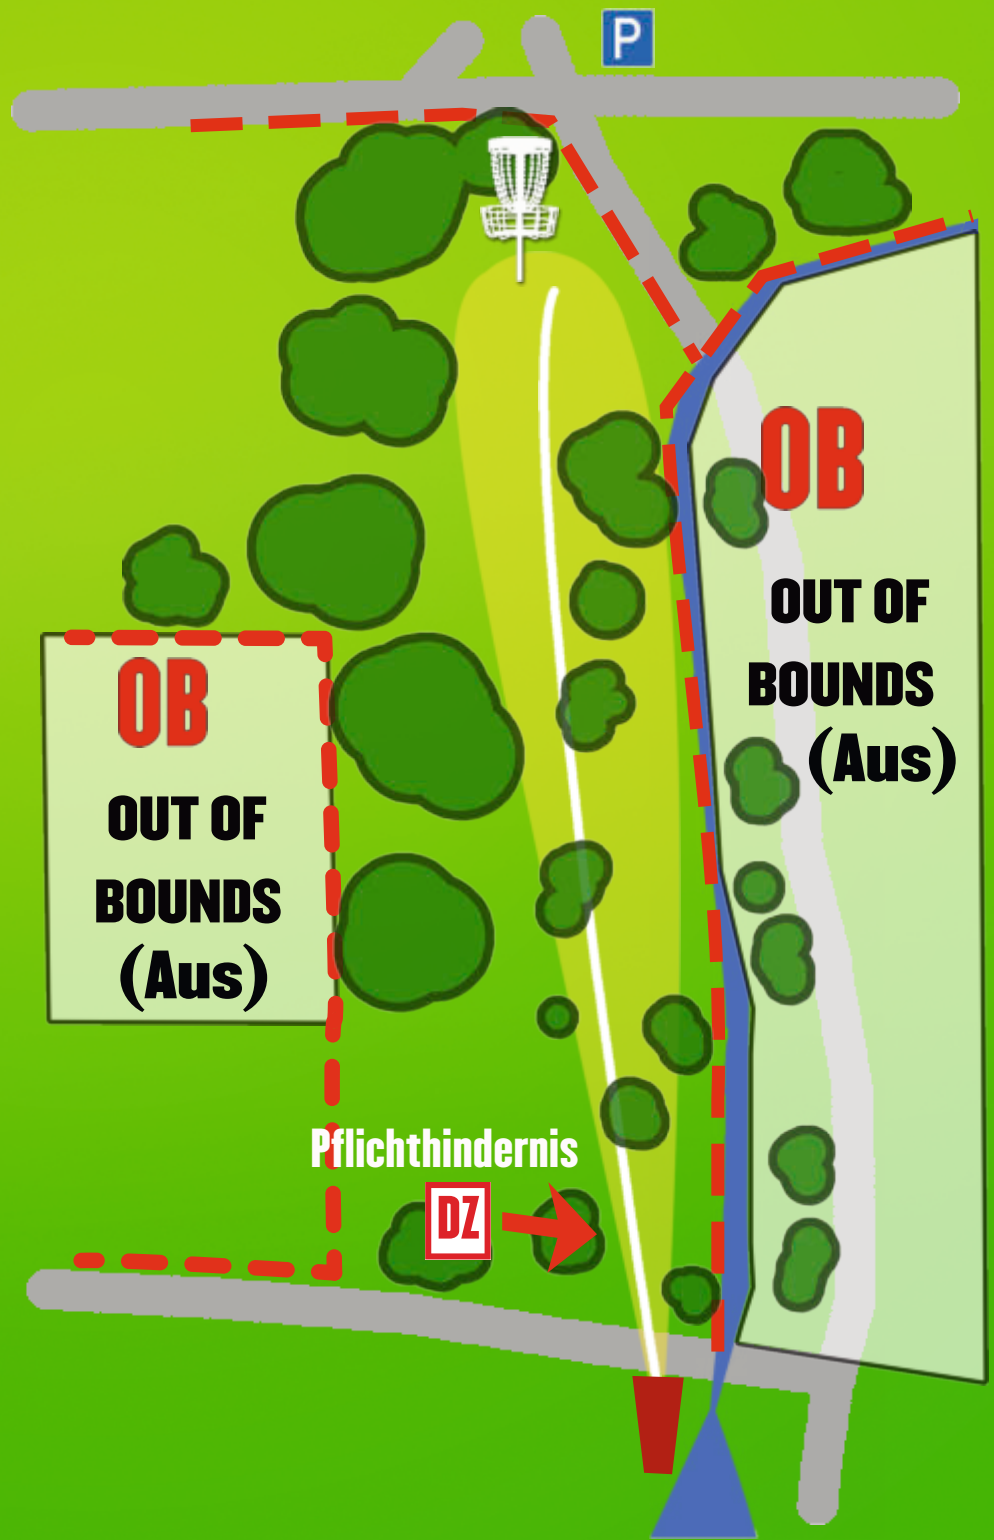 P
OB
OUT OF
BOUNDS
(Aus)
OB
OUT OF
BOUNDS
(Aus)
Pflichthindernis
DZ